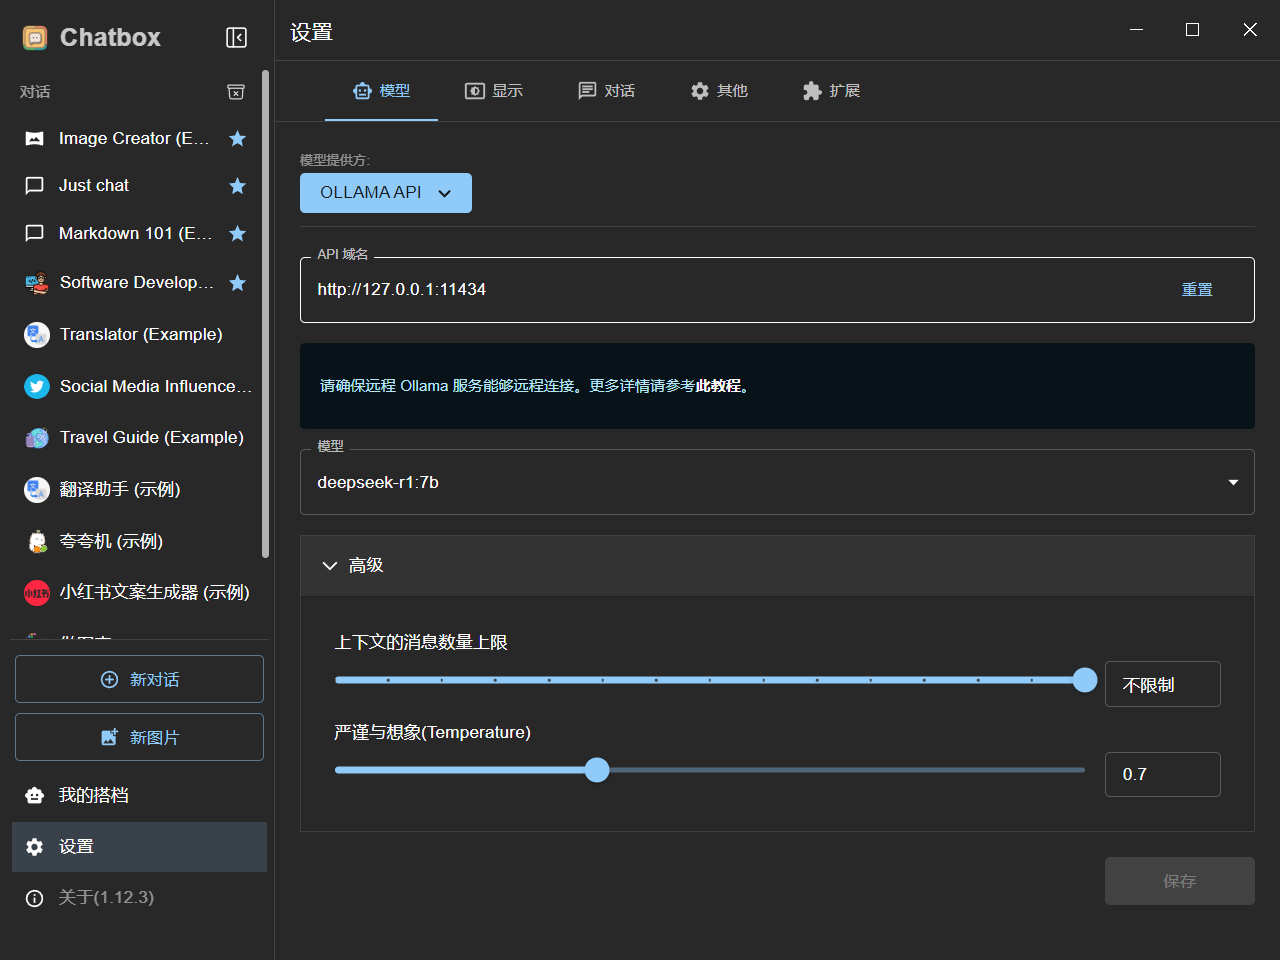 Chatbox
对话
Image Creator (E...
Just chat
Markdown 101 (E...
Software Develop...
Translator (Example)
Social Media Influence...
Travel Guide (Example)
翻译助手 (示例)
夸夸机 (示例)
小红书
小红书文案生成器 (示例)
新对话
新图片
我的搭档
设置
关于(1.12.3)
设置
模型
显示
对话
其他
扩展
模型提供方:
OLLAMA API
API 域名
http://127.0.0.1:11434
重置
请确保远程 Ollama 服务能够远程连接。更多详情请参考此教程。
模型
deepseek-r1:7b
高级
上下文的消息数量上限
不限制
严谨与想象(Temperature)
0.7
保存